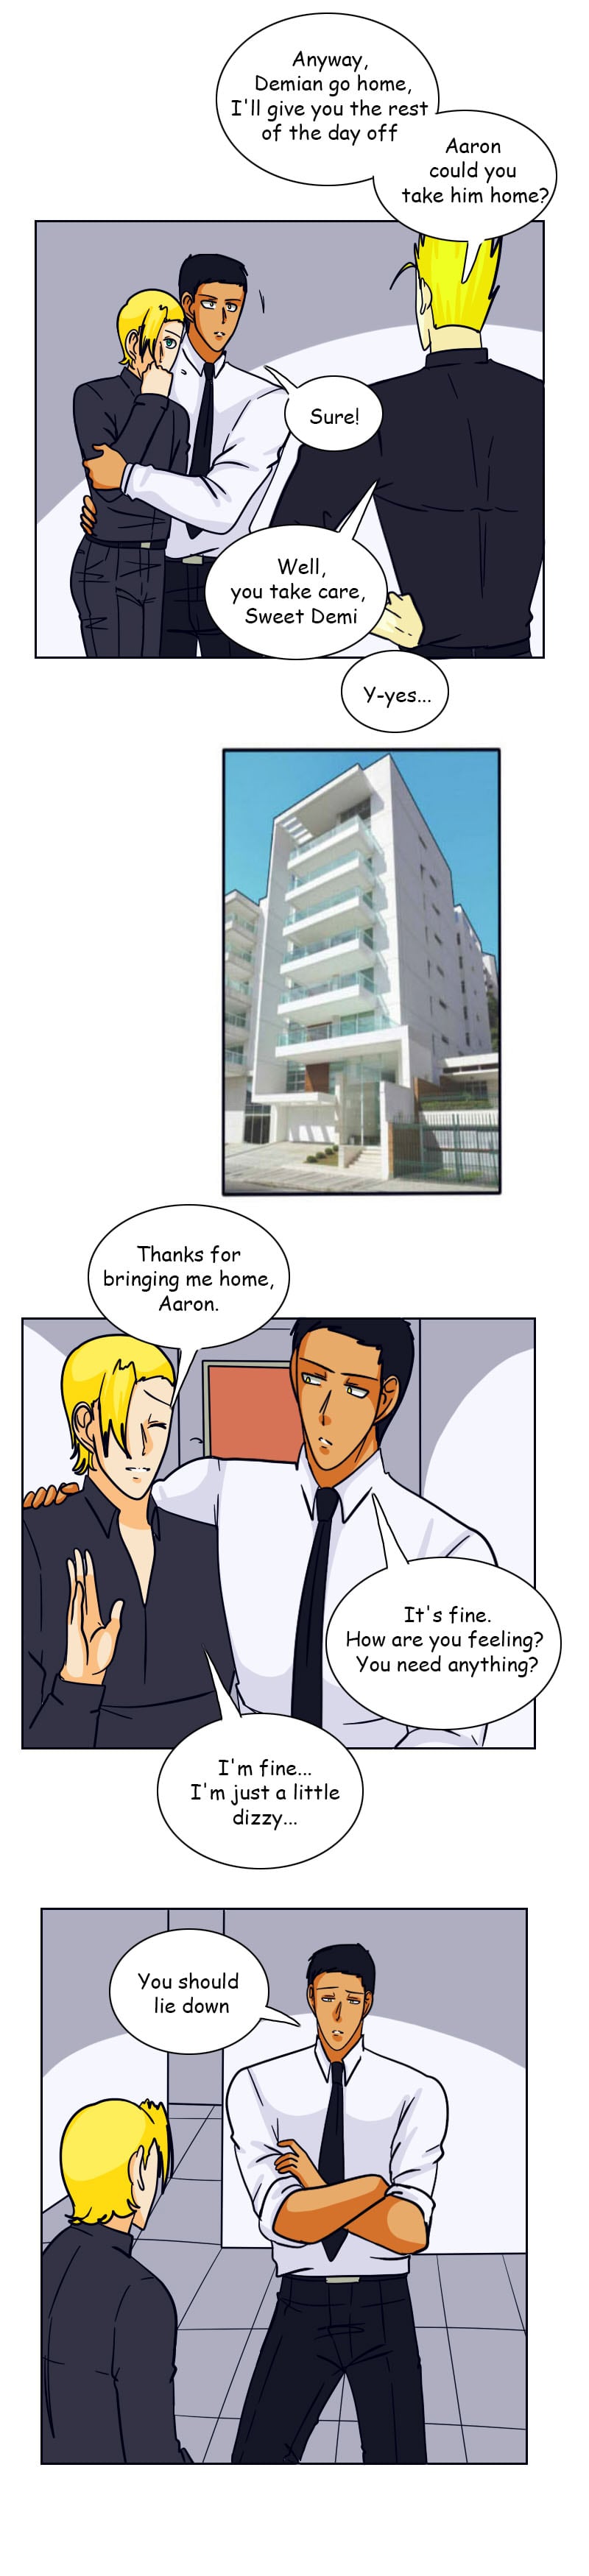 Anyway,
Demian go home,
I'll give you the rest
of the day off
Aaron
could you
take him home?
Sure!
Well,
you take care,
Sweet Demi
Y-yes...
Thanks for
bringing me home,
Aaron.
It's fine.
How are you feeling?
You need anything?
I'm fine...
I'm just a little
dizzy...
You should
lie down